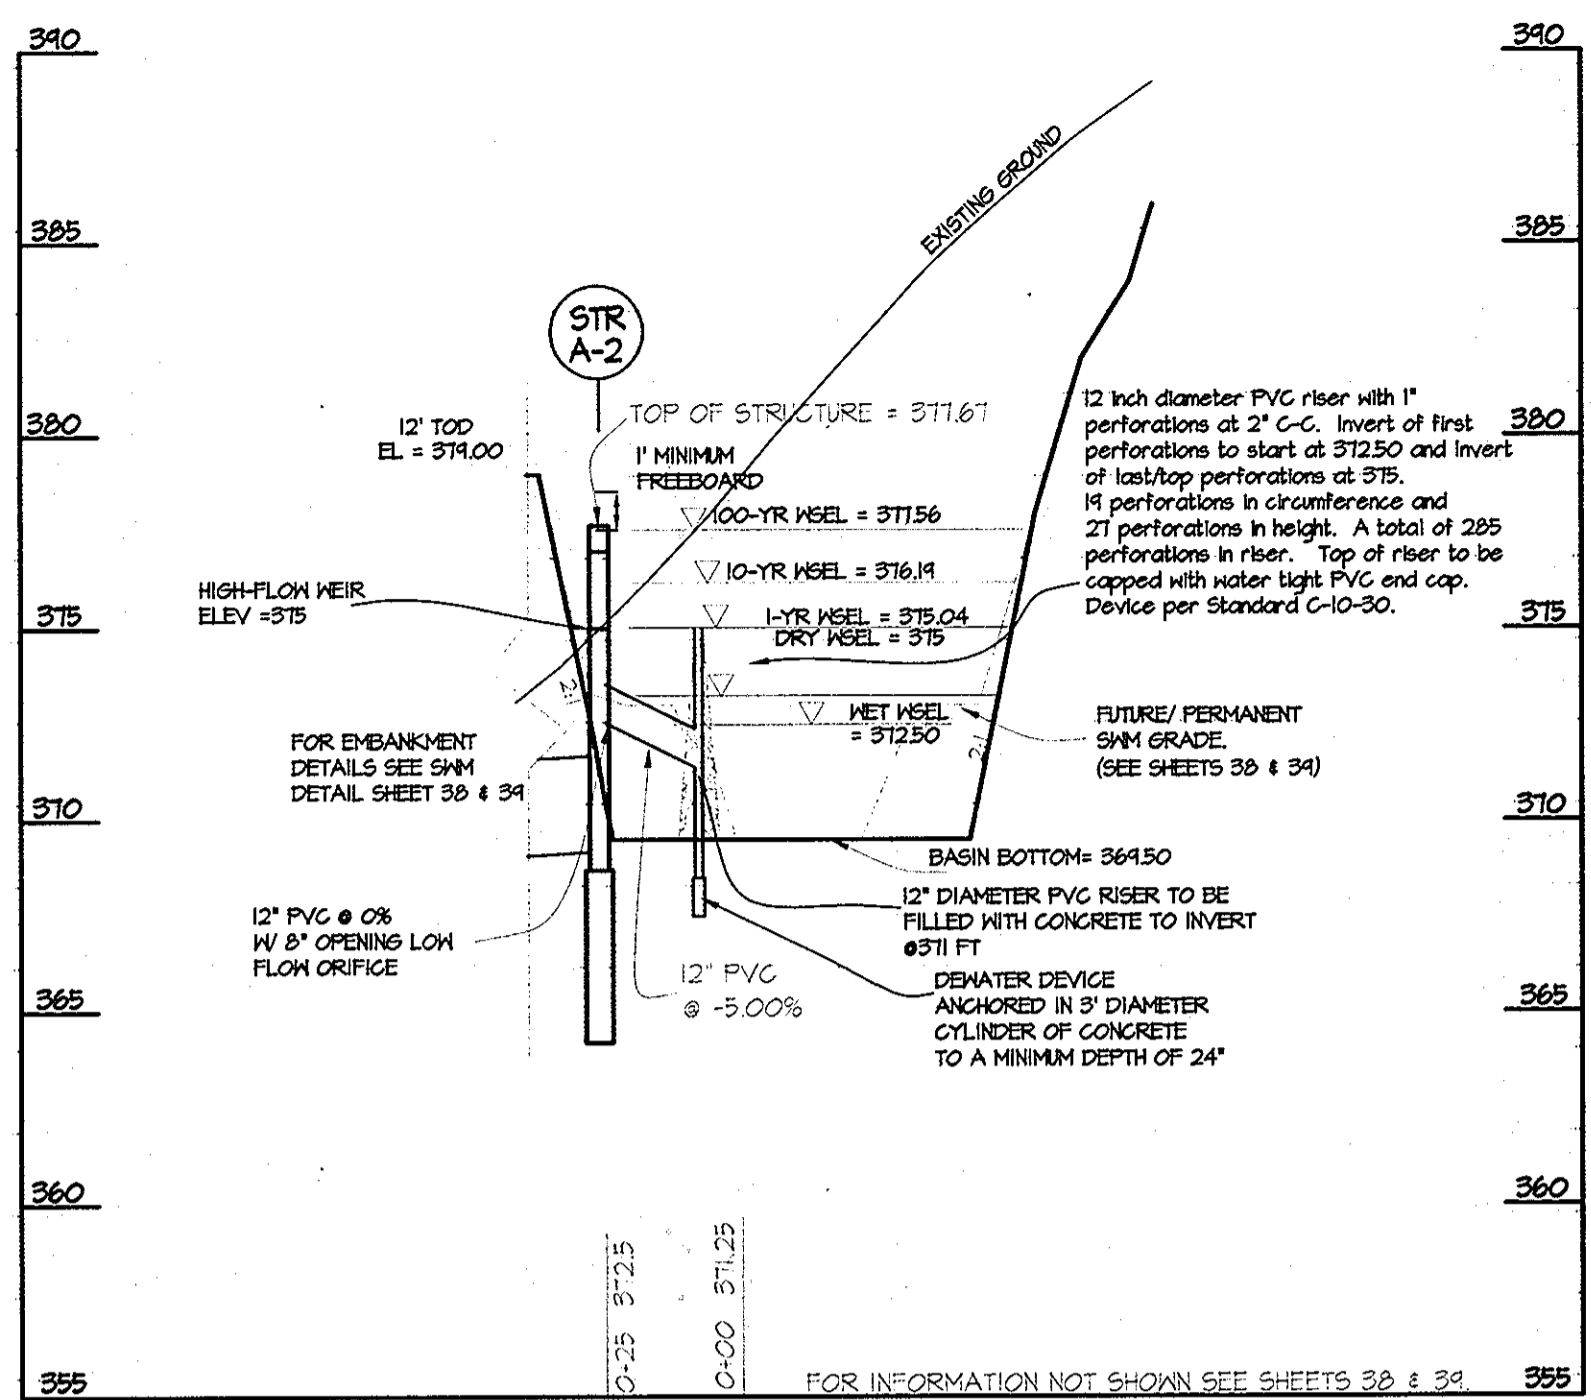 390
390
EXISTING GROUND
385
385
STR
A-2
TOP OF STRUCTURE = 377.67
12' TOD
EL = 379.00
380
380
1' MINIMUM
FREEBOARD
12 inch diameter PVC riser with 1"
perforations at 2" C-C. Invert of first
perforations to start at 372.50 and invert
of last/top perforations at 375.
19 perforations in circumference and
27 perforations in height. A total of 285
perforations in riser. Top of riser to be
capped with water tight PVC end cap.
Device per Standard C-10-30.
100-YR WSEL = 377.56
10-YR WSEL = 376.19
HIGH-FLOW WEIR
ELEV =375
1-YR WSEL = 375.04
DRY WSEL = 375
375
375
2:1
WET WSEL
= 372.50
FUTURE/ PERMANENT
SWM GRADE.
(SEE SHEETS 38 & 39)
2:1
FOR EMBANKMENT
DETAILS SEE SWM
DETAIL SHEET 38 & 39
370
370
BASIN BOTTOM= 369.50
12" PVC @ 0%
W/ 8" OPENING LOW
FLOW ORIFICE
12" DIAMETER PVC RISER TO BE
FILLED WITH CONCRETE TO INVERT
@371 FT
12" PVC
@ -5.00%
DEWATER DEVICE
ANCHORED IN 3' DIAMETER
CYLINDER OF CONCRETE
TO A MINIMUM DEPTH OF 24"
365
365
360
360
0+25 372.5
0+00 371.25
FOR INFORMATION NOT SHOWN SEE SHEETS 38 & 39.
355
355